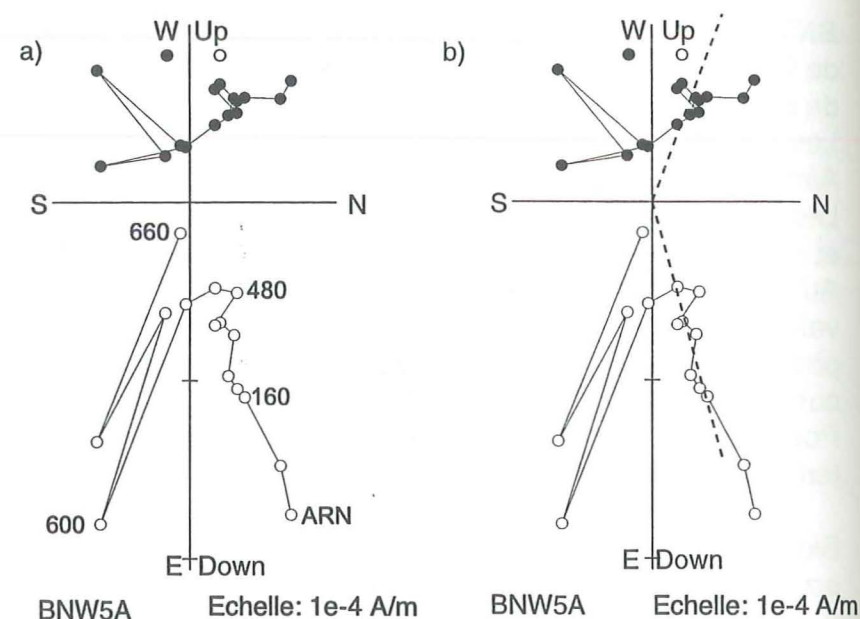 a)
W Up
S N
660
480
160
600
ARN
E Down
BNW5A Echelle: 1e-4 A/m
b)
W Up
S N
E Down
BNW5A Echelle: 1e-4 A/m